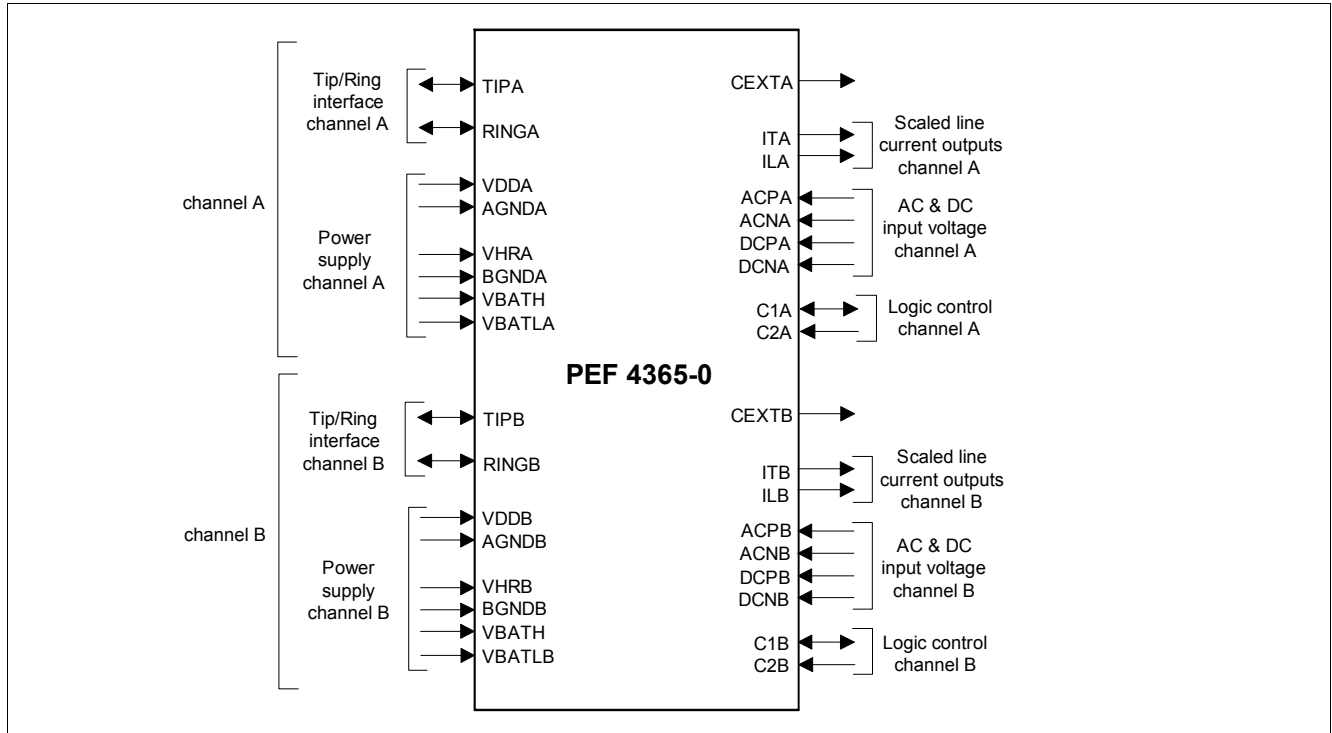 channel A
Tip/Ring
interface
channel A
TIPA
RINGA
Power
supply
channel A
VDDA
AGNDA
VHRA
BGNDA
VBATH
VBATLA
CEXTA
ITA
ILA
Scaled line
current outputs
channel A
ACPA
ACNA
DCPA
DCNA
AC & DC
input voltage
channel A
C1A
C2A
Logic control
channel A
PEF 4365-0
channel B
Tip/Ring
interface
channel B
TIPB
RINGB
Power
supply
channel B
VDDB
AGNDB
VHRB
BGNDB
VBATH
VBATLB
CEXTB
ITB
ILB
Scaled line
current outputs
channel B
ACPB
ACNB
DCPB
DCNB
AC & DC
input voltage
channel B
C1B
C2B
Logic control
channel B